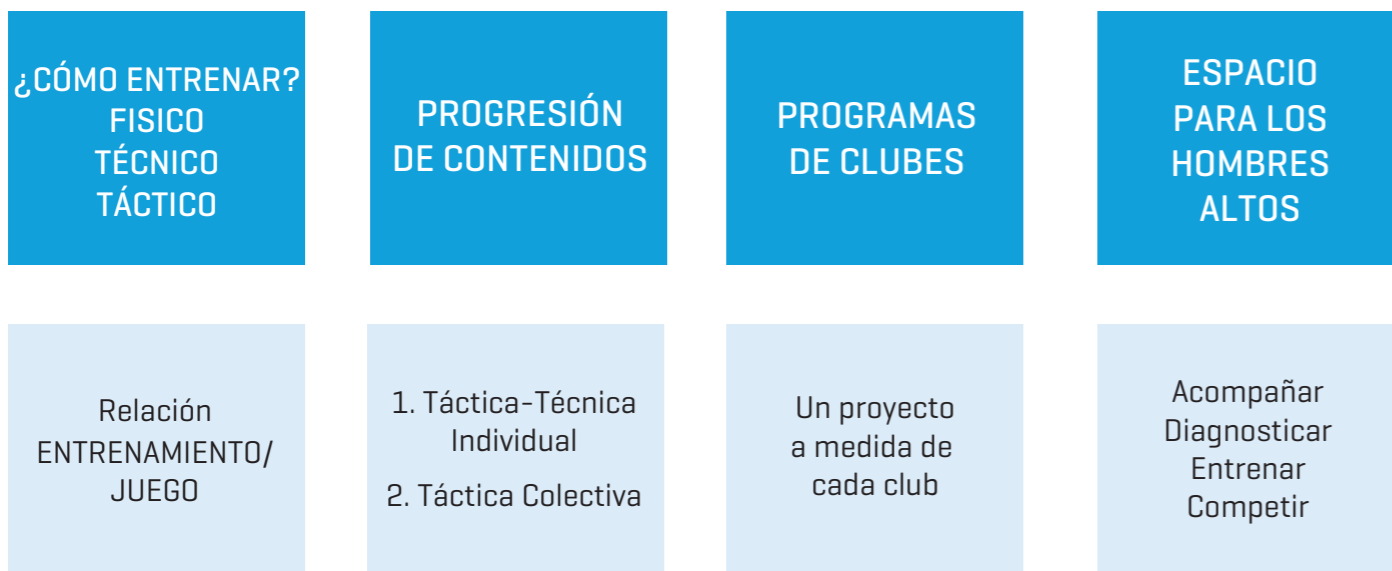 ¿CÓMO ENTRENAR?
FISICO
TÉCNICO
TÁCTICO
PROGRESIÓN
DE CONTENIDOS
PROGRAMAS
DE CLUBES
ESPACIO
PARA LOS
HOMBRES
ALTOS
Relación
ENTRENAMIENTO/
JUEGO
1. Táctica-Técnica
Individual
2. Táctica Colectiva
Un proyecto
a medida de
cada club
Acompañar
Diagnosticar
Entrenar
Competir